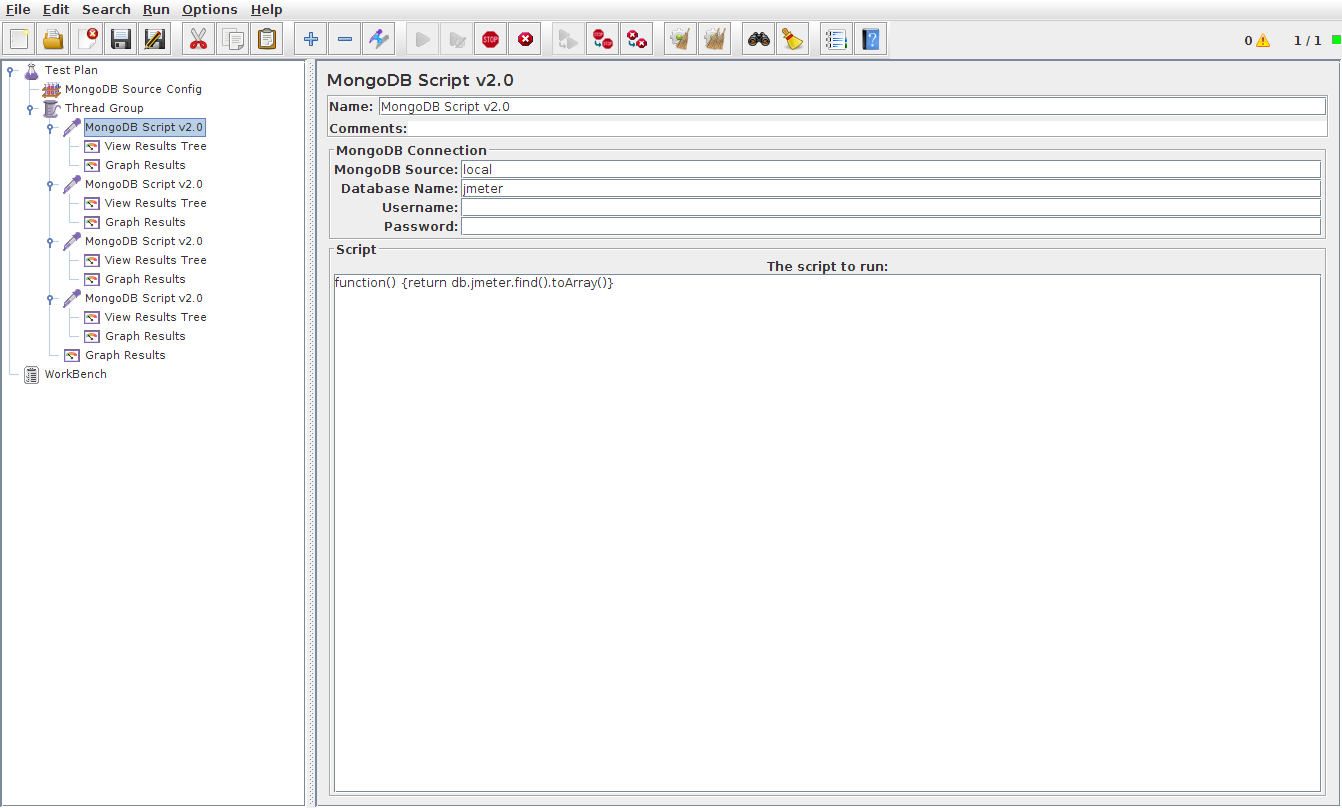 File Edit Search Run Options Help
STOP
0 1 / 1
Test Plan
MongoDB Source Config
Thread Group
MongoDB Script v2.0
View Results Tree
Graph Results
MongoDB Script v2.0
View Results Tree
Graph Results
MongoDB Script v2.0
View Results Tree
Graph Results
MongoDB Script v2.0
View Results Tree
Graph Results
Graph Results
WorkBench
MongoDB Script v2.0
Name: MongoDB Script v2.0
Comments:
MongoDB Connection
MongoDB Source: local
Database Name: jmeter
Username:
Password:
Script
The script to run:
function() {return db.jmeter.find().toArray()}